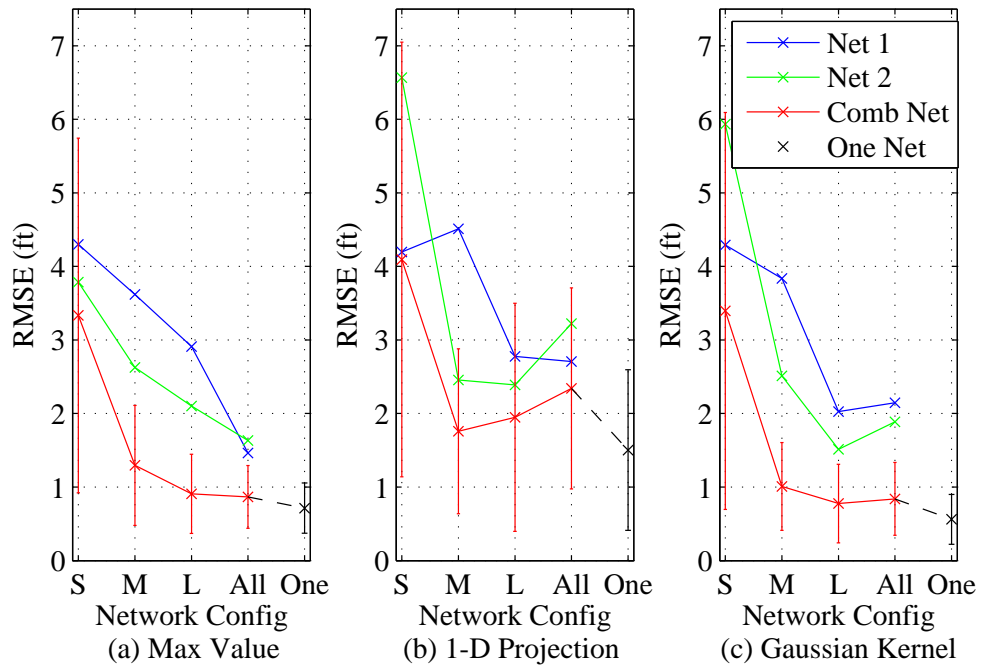 RMSE (ft)
7
6
5
4
3
2
1
0
S M L All One
Network Config
(a) Max Value
RMSE (ft)
7
6
5
4
3
2
1
0
S M L All One
Network Config
(b) 1-D Projection
RMSE (ft)
7
6
5
4
3
2
1
0
S M L All One
Network Config
(c) Gaussian Kernel
Net 1
Net 2
Comb Net
One Net